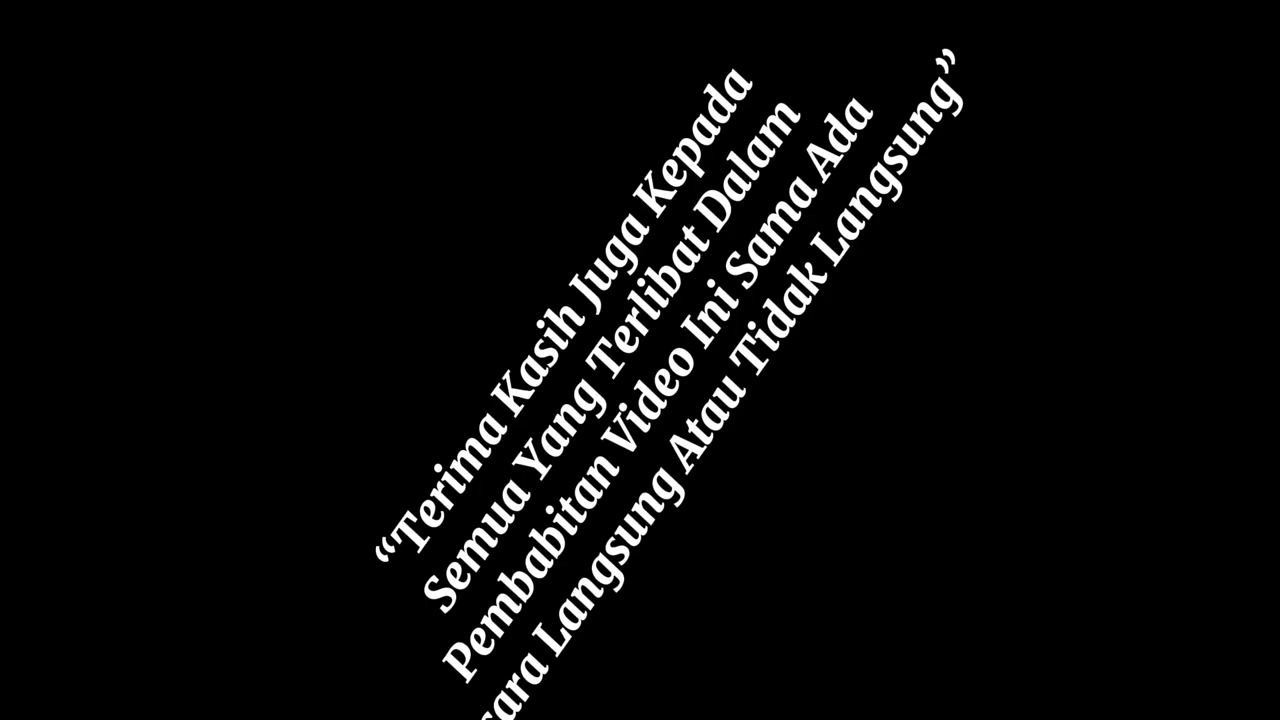 “Terima Kasih Juga Kepada
Semua Yang Terlibat Dalam
Pembabitan Video Ini Sama Ada
Langsung Atau Tidak Langsung”